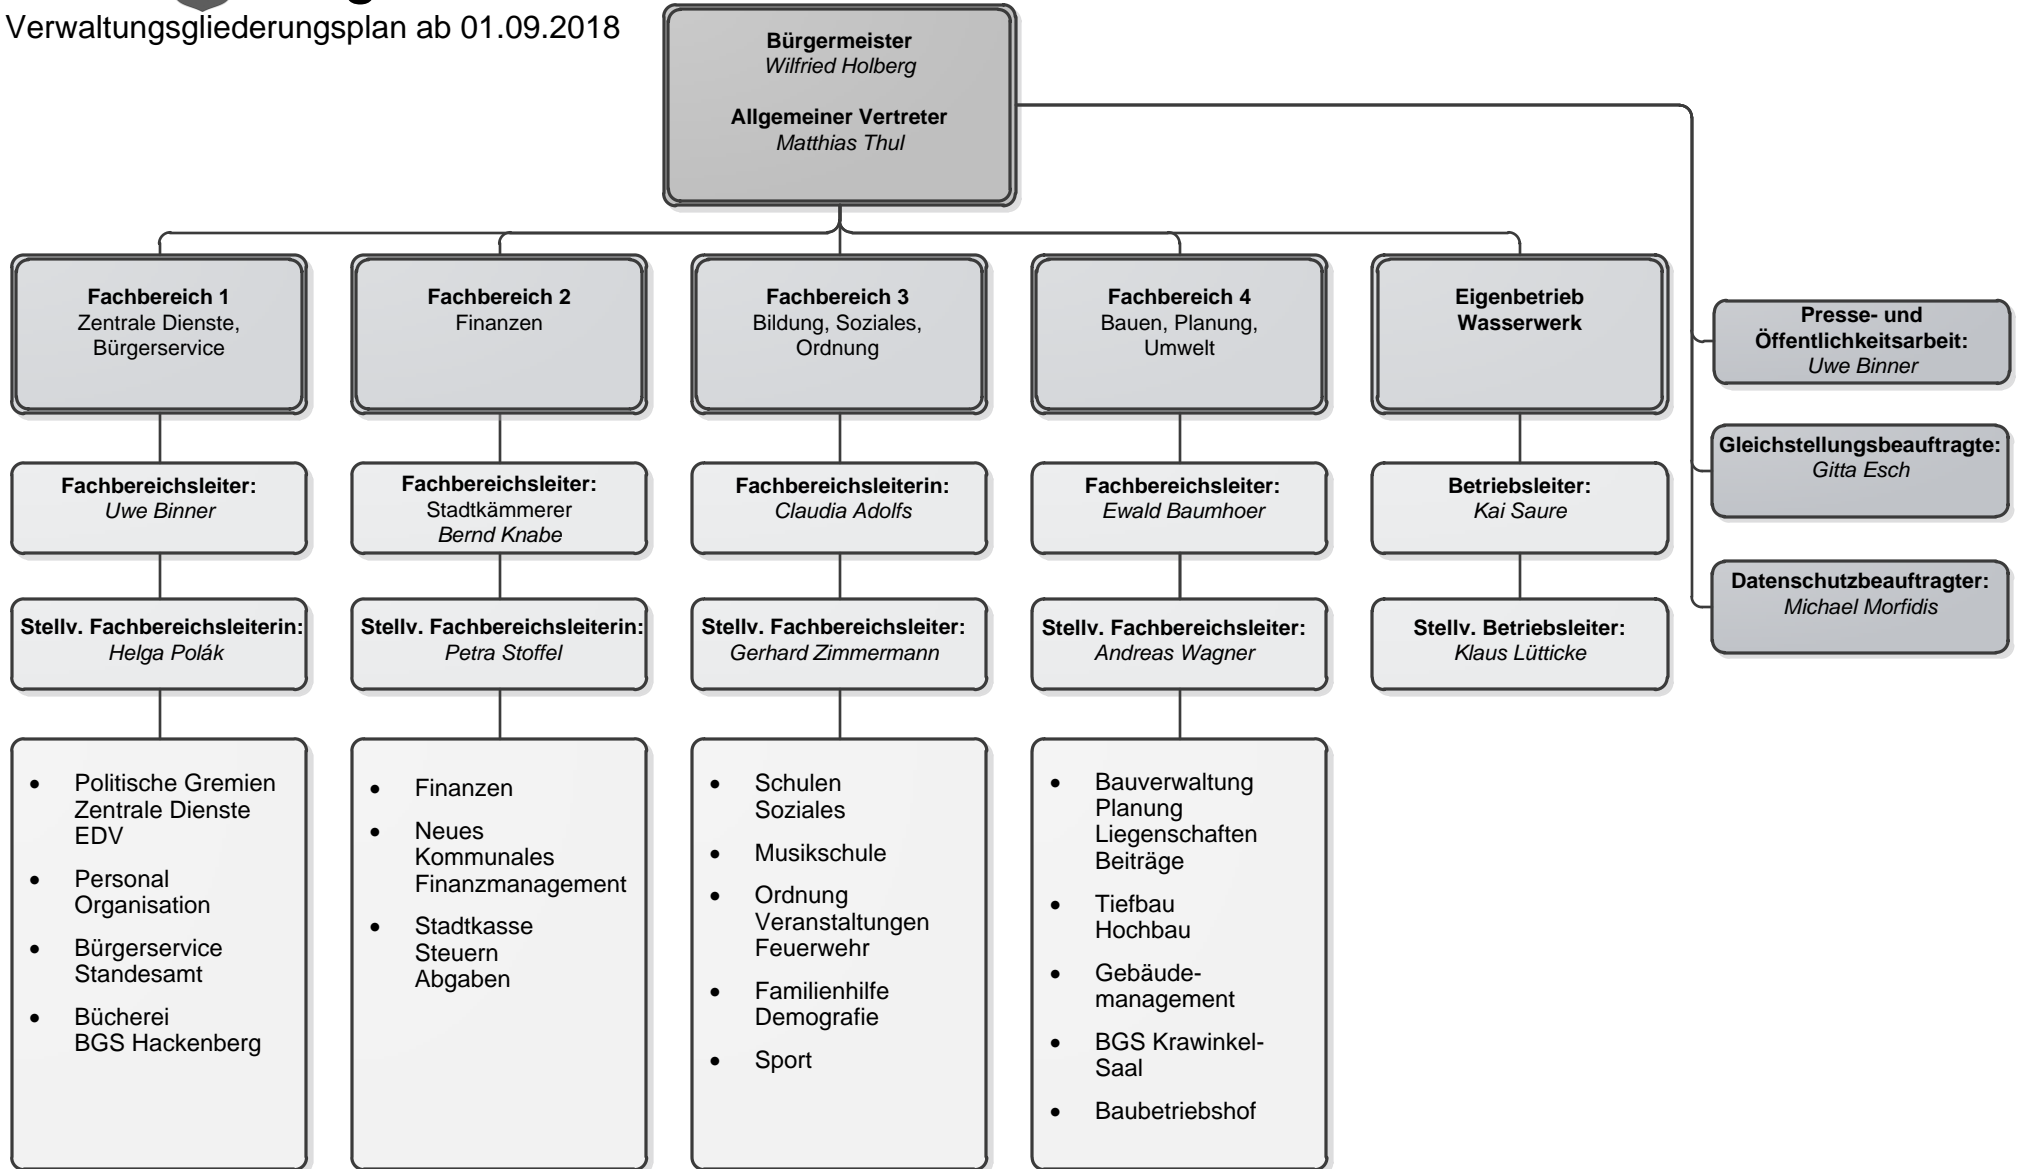 Verwaltungsgliederungsplan ab 01.09.2018
Bürgermeister
Wilfried Holberg
Allgemeiner Vertreter
Matthias Thul
Fachbereich 1
Zentrale Dienste,
Bürgerservice
Fachbereich 2
Finanzen
Fachbereich 3
Bildung, Soziales,
Ordnung
Fachbereich 4
Bauen, Planung,
Umwelt
Eigenbetrieb
Wasserwerk
Presse- und
Öffentlichkeitsarbeit:
Uwe Binner
Gleichstellungsbeauftragte:
Gitta Esch
Datenschutzbeauftragter:
Michael Morfidis
Fachbereichsleiter:
Uwe Binner
Fachbereichsleiter:
Stadtkämmerer
Bernd Knabe
Fachbereichsleiterin:
Claudia Adolfs
Fachbereichsleiter:
Ewald Baumhoer
Betriebsleiter:
Kai Saure
Stellv. Fachbereichsleiterin:
Helga Polák
Stellv. Fachbereichsleiterin:
Petra Stoffel
Stellv. Fachbereichsleiter:
Gerhard Zimmermann
Stellv. Fachbereichsleiter:
Andreas Wagner
Stellv. Betriebsleiter:
Klaus Lütticke
• Politische Gremien
Zentrale Dienste
EDV
• Personal
Organisation
• Bürgerservice
Standesamt
• Bücherei
BGS Hackenberg
• Finanzen
• Neues
Kommunales
Finanzmanagement
• Stadtkasse
Steuern
Abgaben
• Schulen
Soziales
• Musikschule
• Ordnung
Veranstaltungen
Feuerwehr
• Familienhilfe
Demografie
• Sport
• Bauverwaltung
Planung
Liegenschaften
Beiträge
• Tiefbau
Hochbau
• Gebäude-
management
• BGS Krawinkel-
Saal
• Baubetriebshof